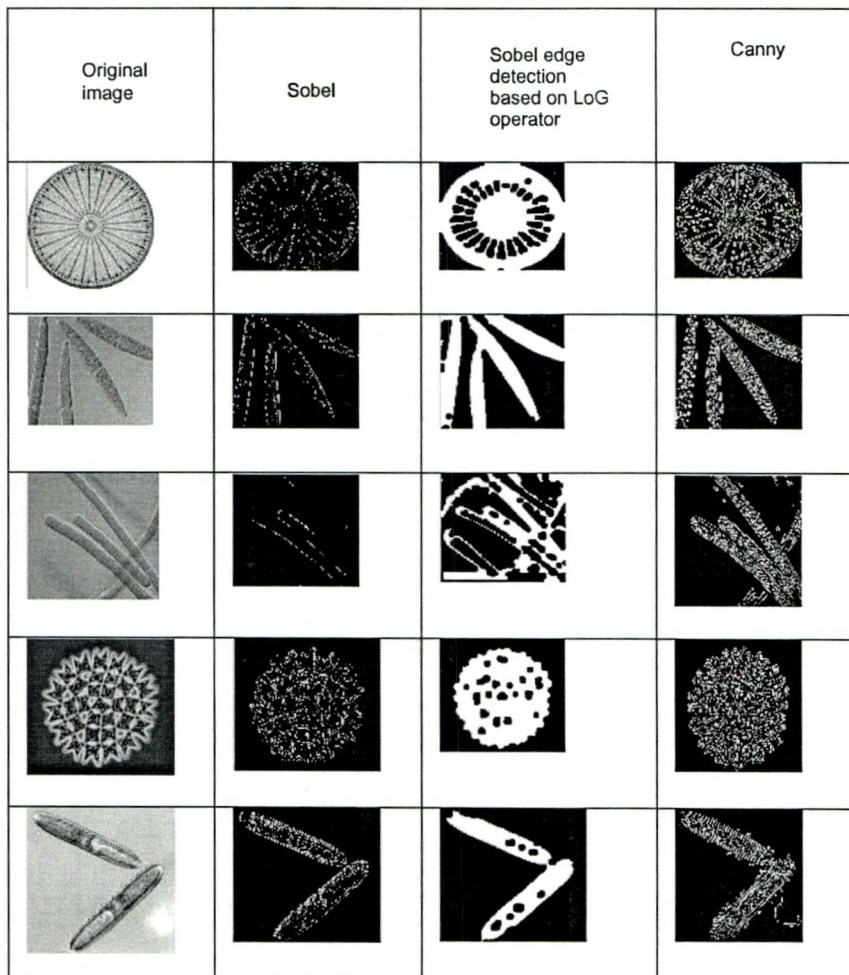 Original
image
Sobel
Sobel edge
detection
based on LoG
operator
Canny